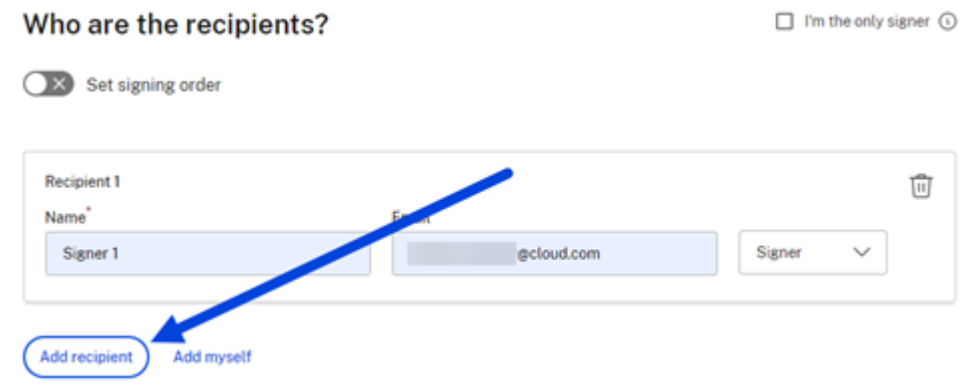 Who are the recipients?
I'm the only signer
Set signing order
Recipient 1
Name*
Email
Signer 1
@cloud.com
Signer
Add recipient
Add myself